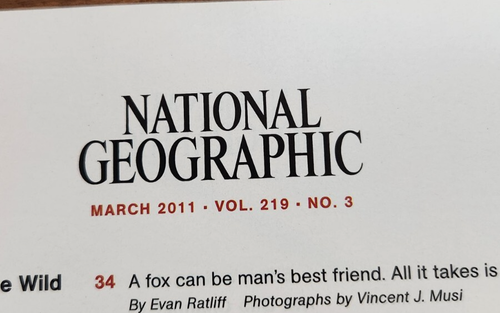 NATIONAL
GEOGRAPHIC
MARCH 2011 · VOL. 219 · NO. 3
e Wild 34 A fox can be man's best friend. All it takes is
By Evan Ratliff Photographs by Vincent J. Musi